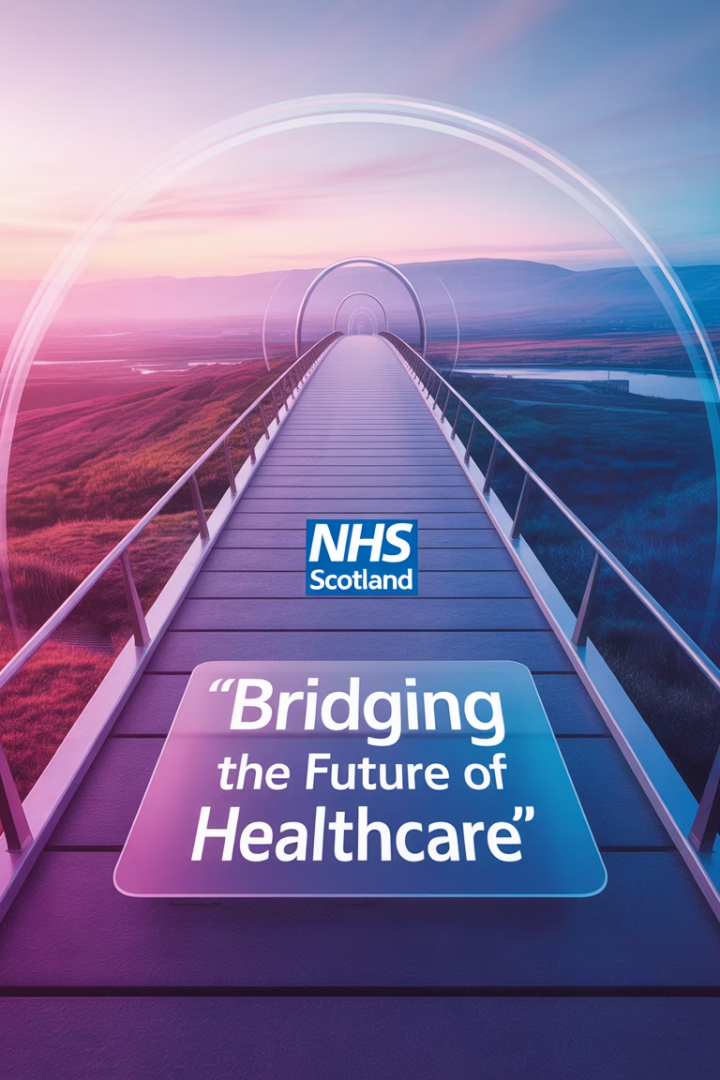 NHS
Scotland
“Bridging
the Future of
Healthcare”